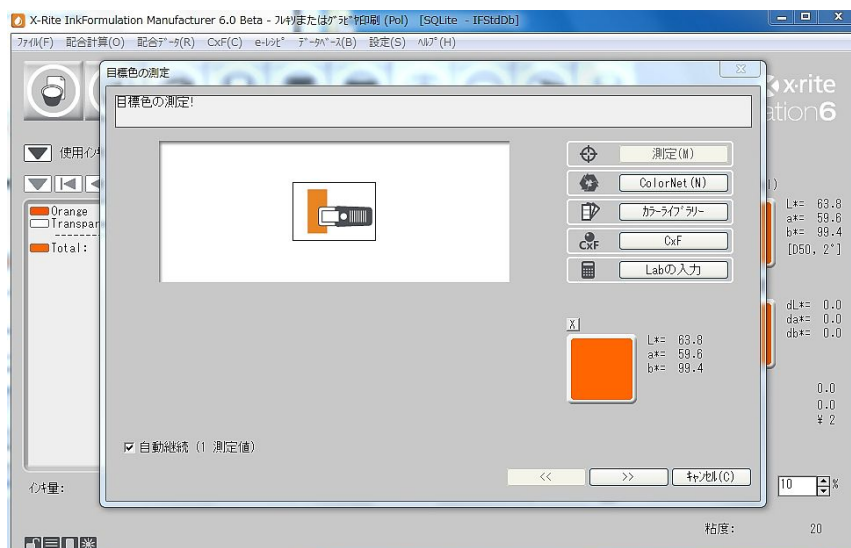 X-Rite InkFormulation Manufacturer 6.0 Beta - ﾌﾚｷｿまたはｸﾞﾗﾋﾞﾔ印刷 (Pol) [SQLite - IFStdDb]
ﾌｧｲﾙ(F) 配合計算(O) 配合ﾃﾞｰﾀ(R) CxF(C) e-ﾚｼﾋﾟ ﾃﾞｰﾀﾍﾞｰｽ(B) 設定(S) ﾍﾙﾌﾟ(H)
目標色の測定
目標色の測定!
x·rite
ation6
使用ｲﾝｷ
測定(M)
ColorNet(N)
ｶﾗｰﾗｲﾌﾞﾗﾘｰ
CxF
CxF
Labの入力
Orange
Transpar
Total:
L*= 63.8
a*= 59.6
b*= 99.4
[D50, 2°]
dL*= 0.0
da*= 0.0
db*= 0.0
X
L*= 63.8
a*= 59.6
b*= 99.4
0.0
0.0
¥ 2
自動継続 (1 測定値)
<< >> ｷｬﾝｾﾙ(C)
ｲﾝｷ量:
10 %
粘度: 20